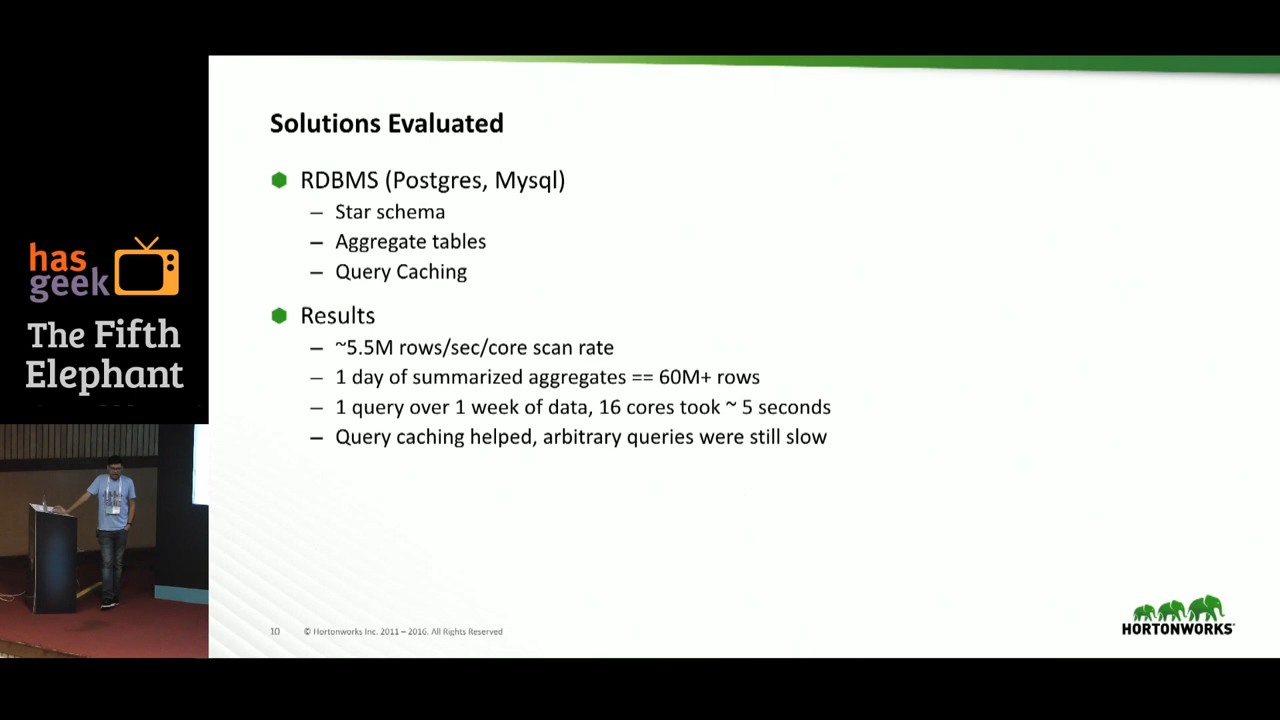 Solutions Evaluated
RDBMS (Postgres, Mysql)
– Star schema
– Aggregate tables
– Query Caching
Results
– ~5.5M rows/sec/core scan rate
– 1 day of summarized aggregates == 60M+ rows
– 1 query over 1 week of data, 16 cores took ~ 5 seconds
– Query caching helped, arbitrary queries were still slow
has
geek
The Fifth
Elephant
10 © Hortonworks Inc. 2011 – 2016. All Rights Reserved
HORTONWORKS